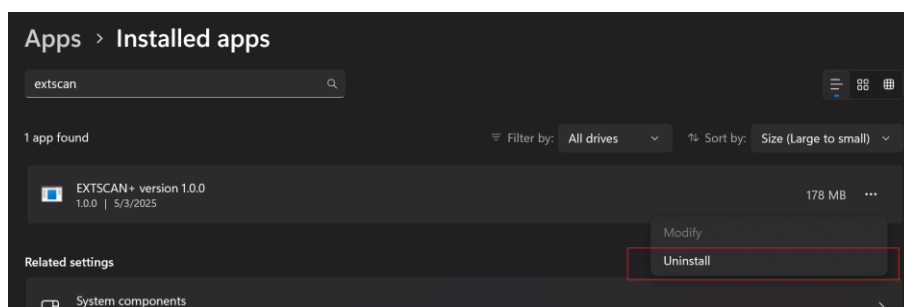 Apps > Installed apps
extscan
1 app found
Filter by: All drives
Sort by: Size (Large to small)
EXTSCAN+ version 1.0.0
1.0.0 | 5/3/2025
178 MB
Modify
Uninstall
Related settings
System components